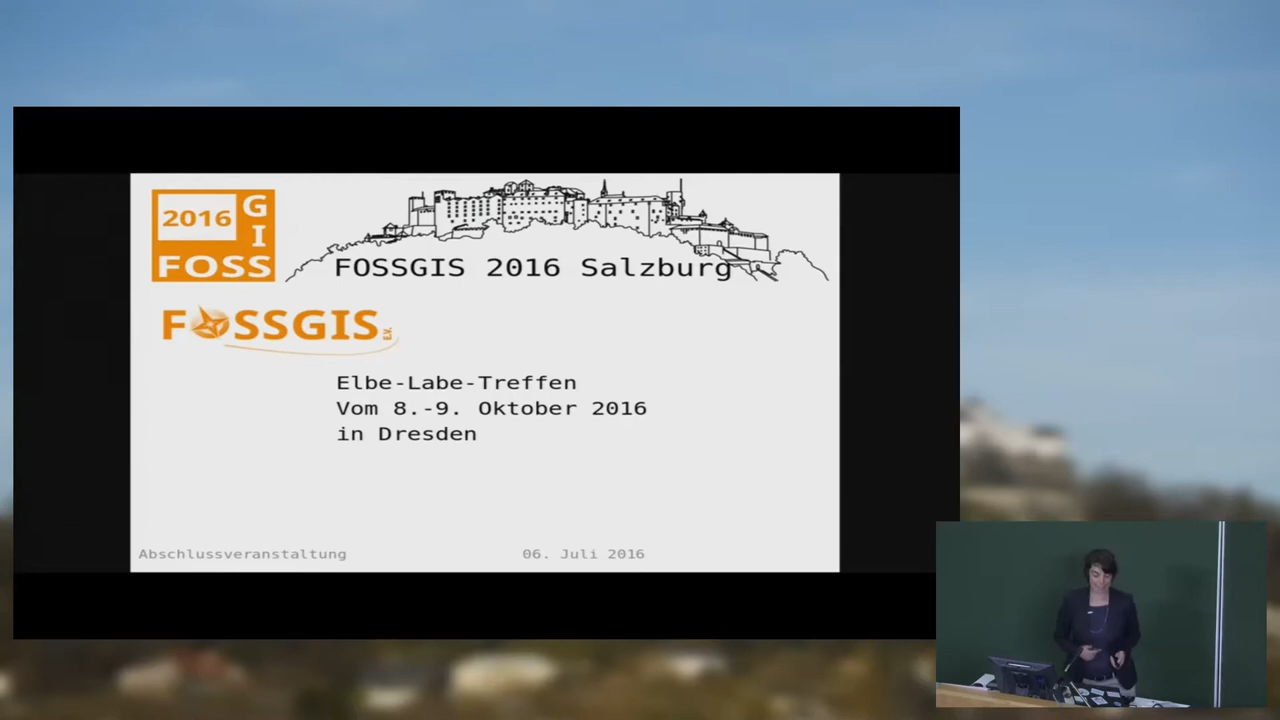 2016
GI
FOSS
FOSSGIS 2016 Salzburg
FOSSGIS E.V.
Elbe-Labe-Treffen
Vom 8.-9. Oktober 2016
in Dresden
Abschlussveranstaltung
06. Juli 2016